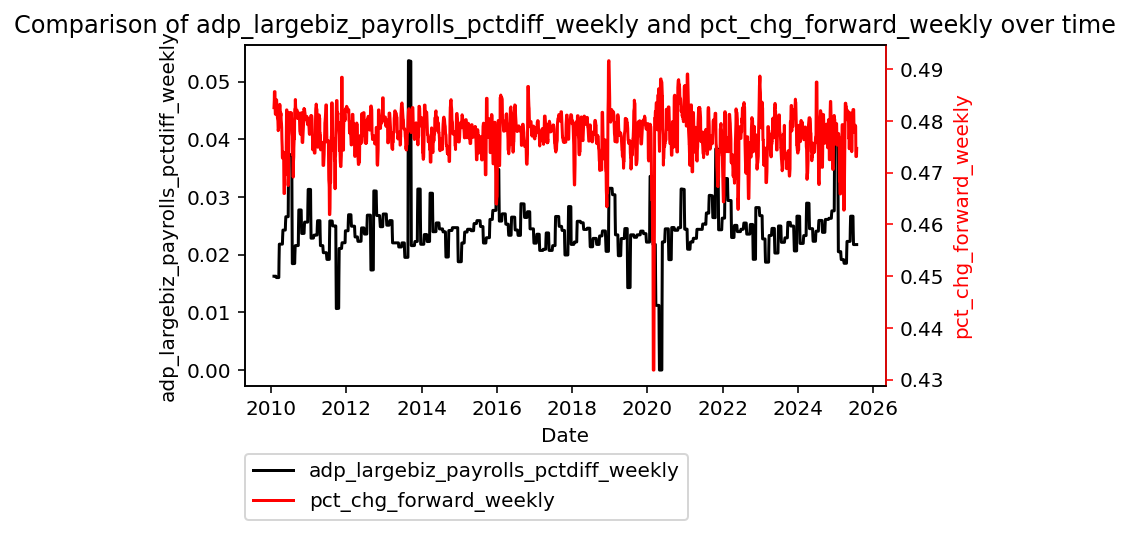 Comparison of adp_largebiz_payrolls_pctdiff_weekly and pct_chg_forward_weekly over time
adp_largebiz_payrolls_pctdiff_weekly
0.05
0.04
0.03
0.02
0.01
0.00
0.49
0.48
0.47
0.46
0.45
0.44
0.43
pct_chg_forward_weekly
2010 2012 2014 2016 2018 2020 2022 2024 2026
Date
adp_largebiz_payrolls_pctdiff_weekly
pct_chg_forward_weekly